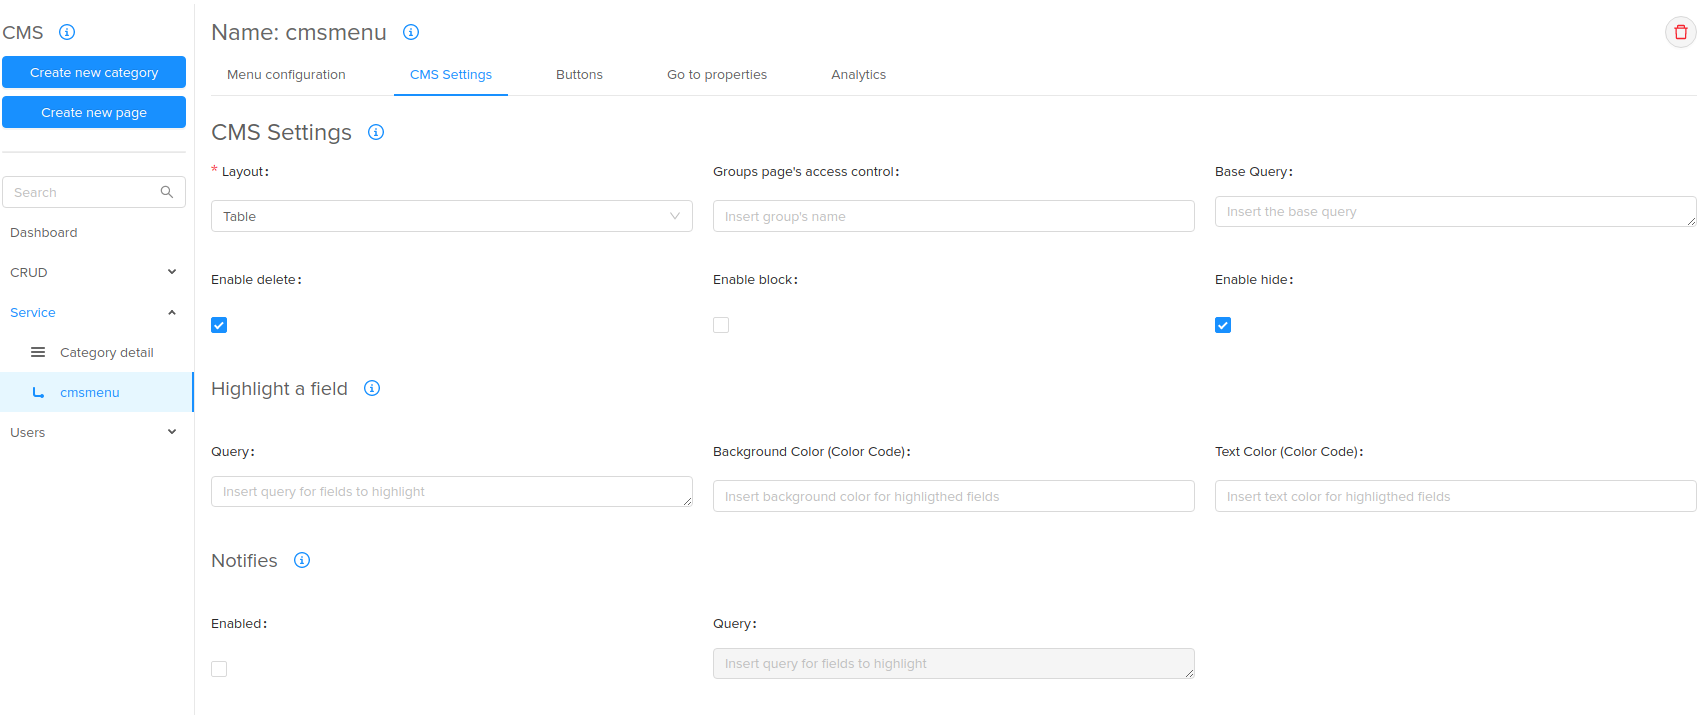 CMS
Create new category
Create new page
Search
Dashboard
CRUD
Service
Category detail
cmsmenu
Users
Name: cmsmenu
Menu configuration
CMS Settings
Buttons
Go to properties
Analytics
CMS Settings
* Layout:
Groups page's access control:
Base Query:
Table
Insert group's name
Insert the base query
Enable delete:
Enable block:
Enable hide:
Highlight a field
Query:
Background Color (Color Code):
Text Color (Color Code):
Insert query for fields to highlight
Insert background color for highligthed fields
Insert text color for highligthed fields
Notifies
Enabled:
Query:
Insert query for fields to highlight